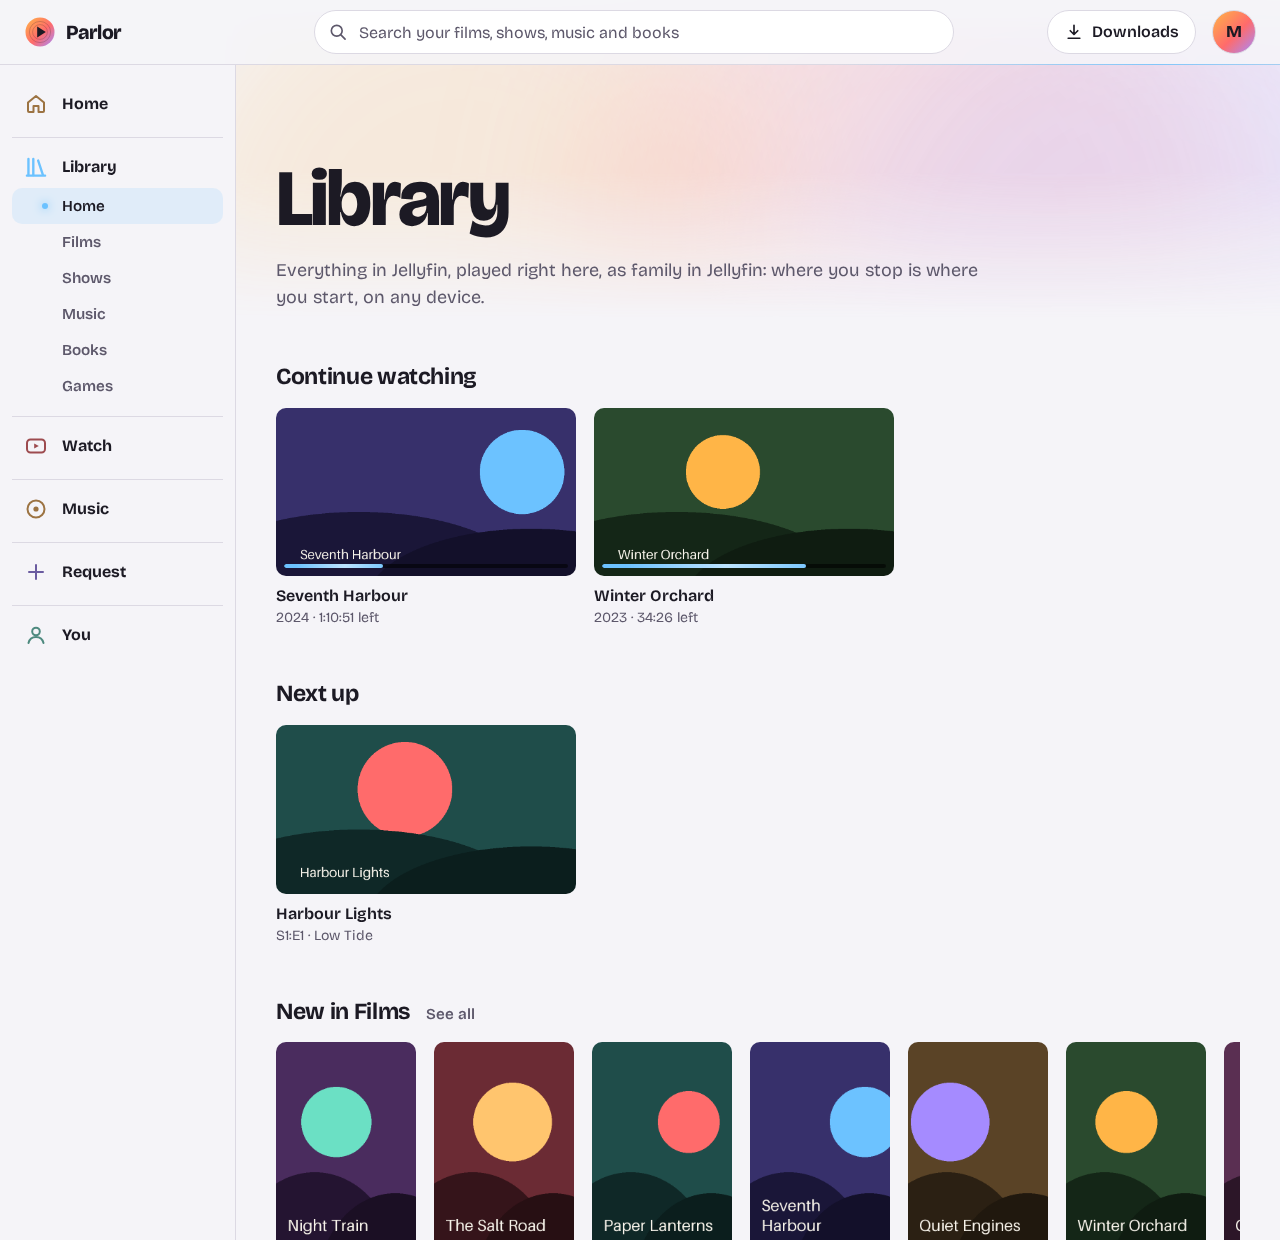 Parlor
Search your films, shows, music and books
Downloads
M
Home
Library
Home
Films
Shows
Music
Books
Games
Watch
Music
Request
You
Library
Everything in Jellyfin, played right here, as family in Jellyfin: where you stop is where
you start, on any device.
Continue watching
Seventh Harbour
Winter Orchard
Seventh Harbour
2024 · 1:10:51 left
Winter Orchard
2023 · 34:26 left
Next up
Harbour Lights
Harbour Lights
S1:E1 · Low Tide
New in Films
See all
Night Train
The Salt Road
Paper Lanterns
Seventh
Harbour
Quiet Engines
Winter Orchard